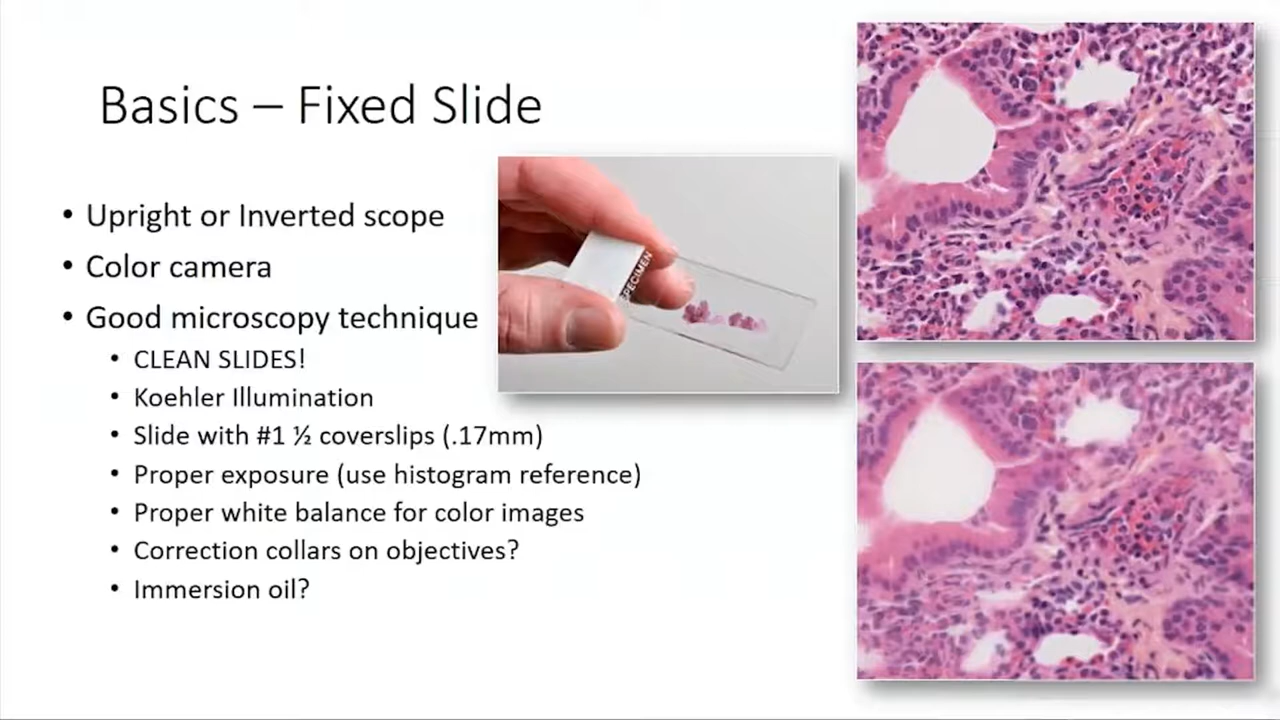 Basics – Fixed Slide
• Upright or Inverted scope
• Color camera
• Good microscopy technique
• CLEAN SLIDES!
• Koehler Illumination
• Slide with #1 ½ coverslips (.17mm)
• Proper exposure (use histogram reference)
• Proper white balance for color images
• Correction collars on objectives?
• Immersion oil?